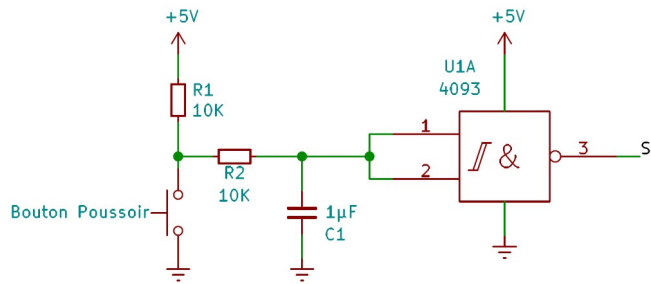 +5V
+5V
U1A
4093
R1
10K
1
2
&
3
S
R2
10K
Bouton Poussoir
1µF
C1